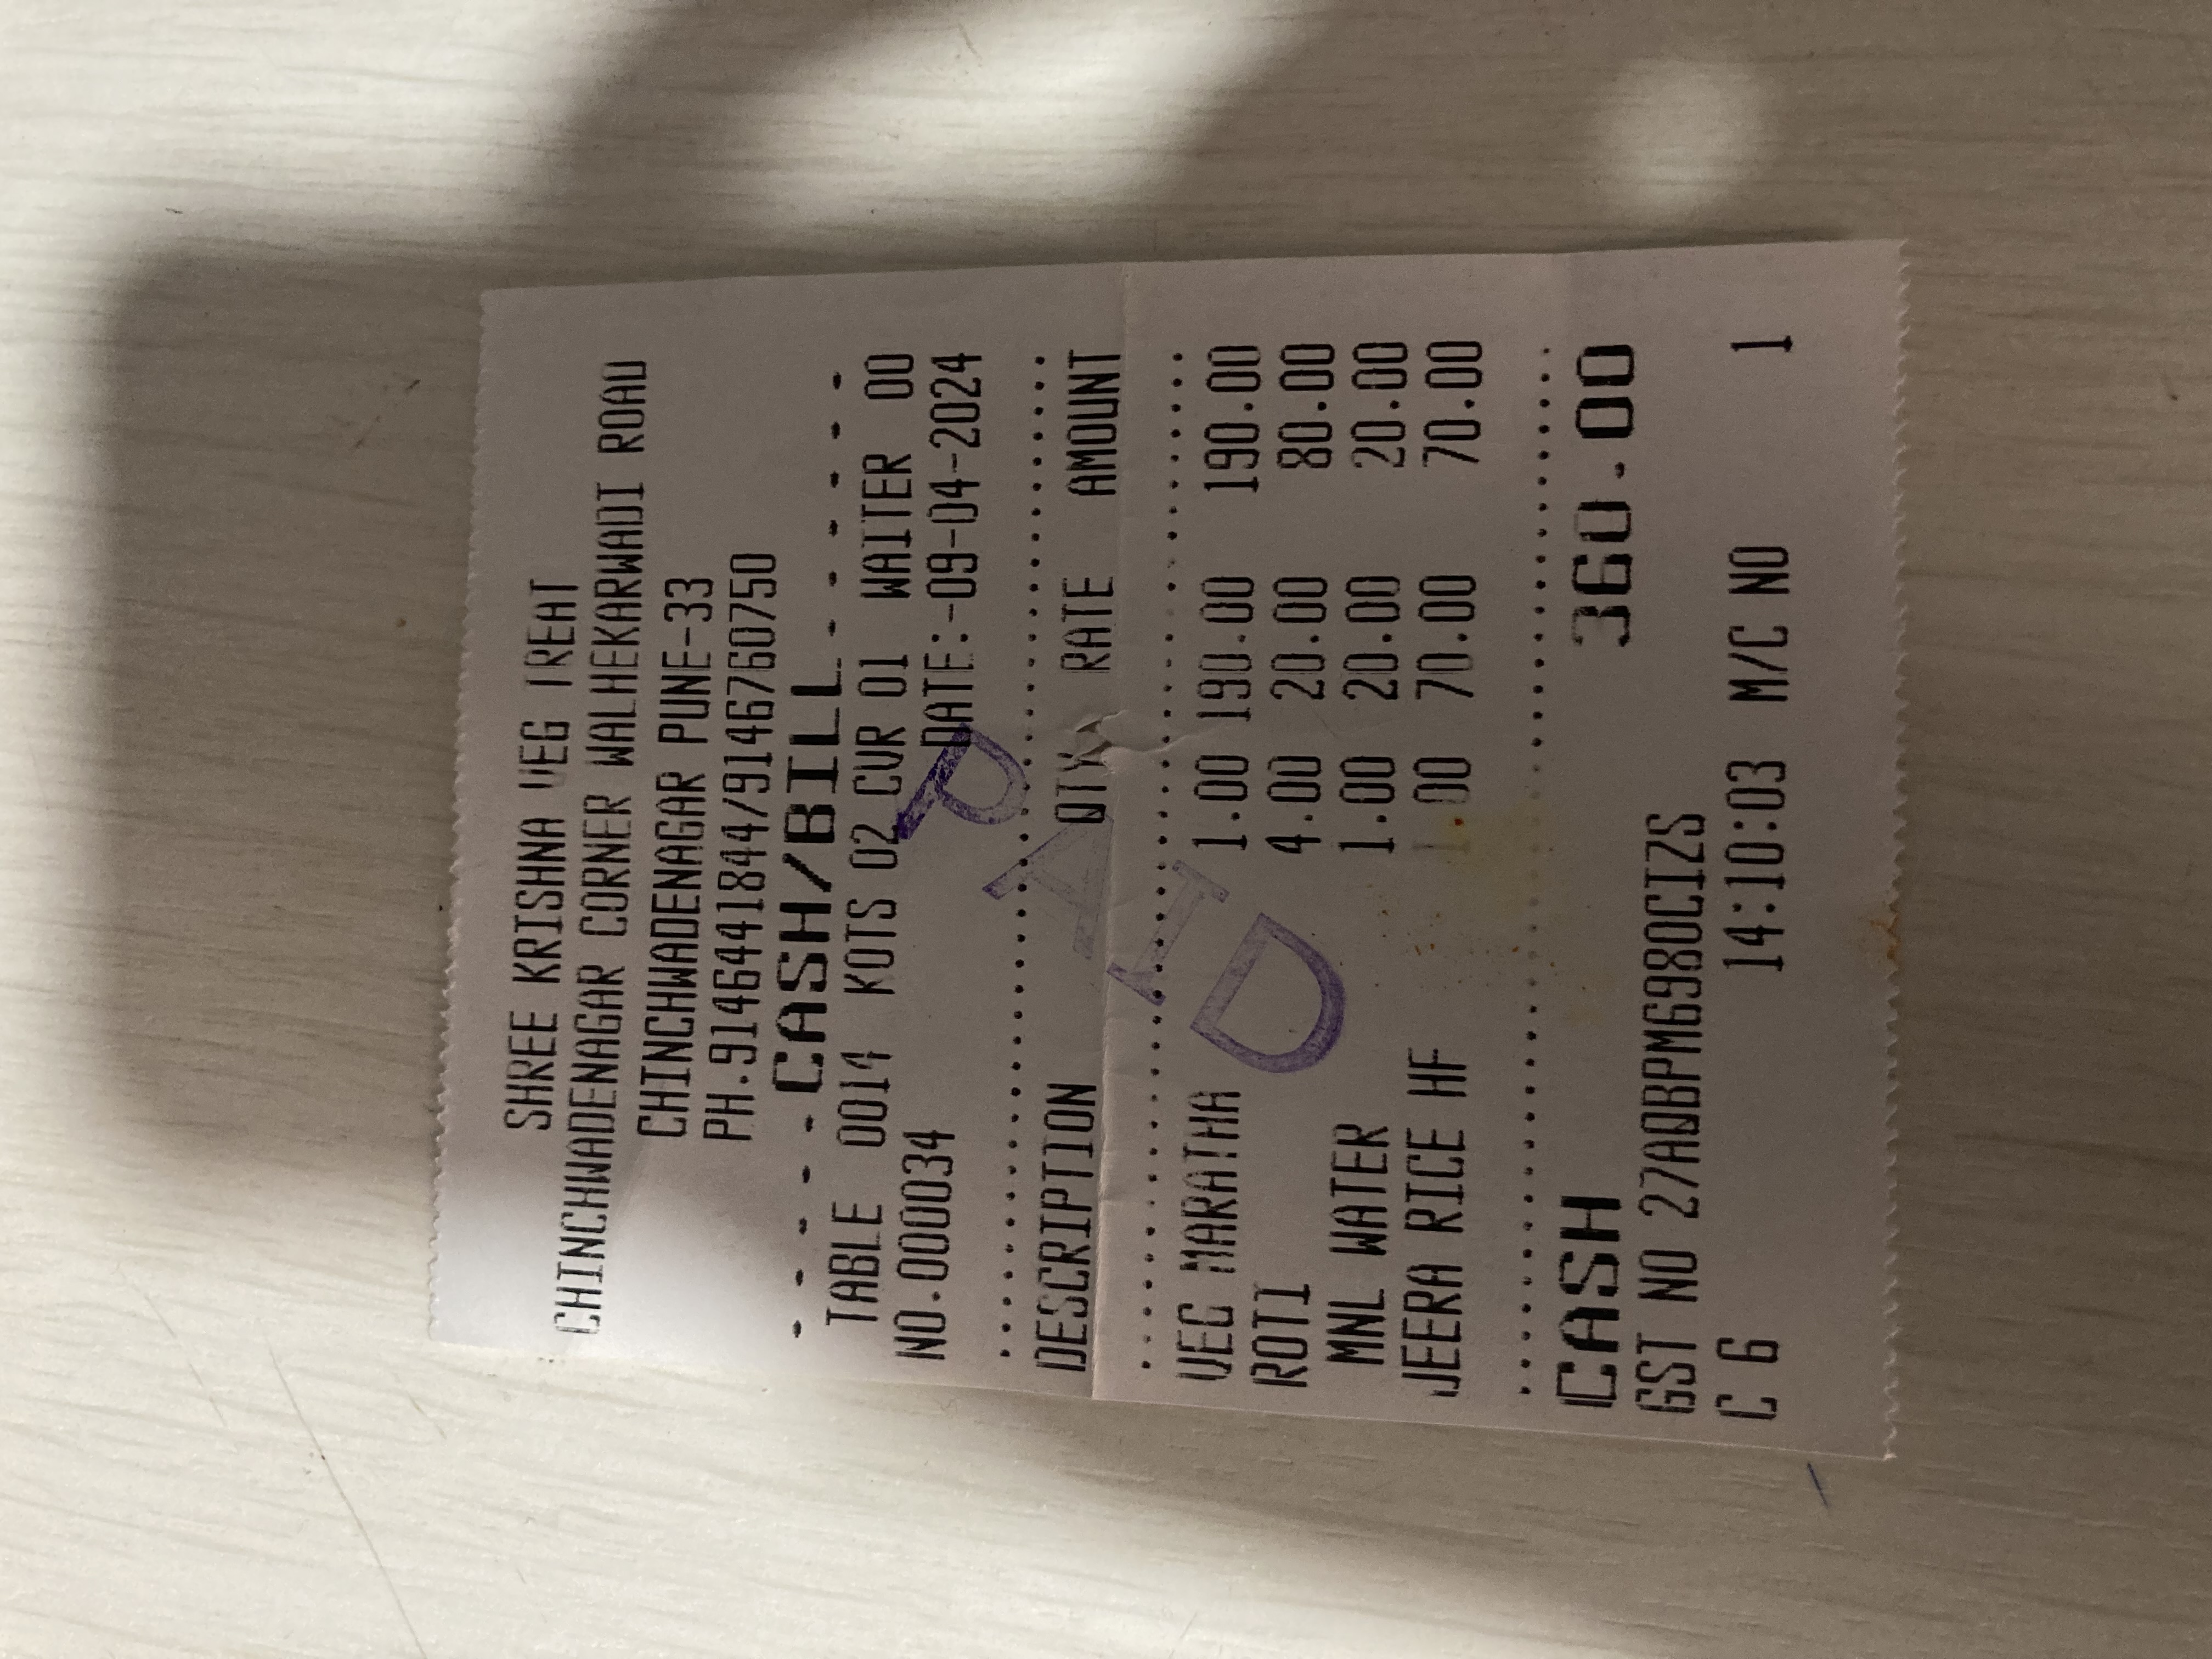 SHREE KRISHNA VEG TREAT
CHINCHWADENAGAR CORNER WALHEKARWADI ROAD
CHINCHWADENAGAR PUNE-33
PH.9146441844/9146760750
- - - - CASH/BILL - - - - -
TABLE 0014 KOTS 02 CVR 01 WAITER 00
NO.000034 DATE:-09-04-2024
DESCRIPTION QTY RATE AMOUNT
VEG MARATHA 1.00 190.00 190.00
ROTI 4.00 20.00 80.00
MNL WATER 1.00 20.00 20.00
JEERA RICE HF 1.00 70.00 70.00
CASH 360.00
GST NO 27AQBPMG980CIZS
C 6 14:10:03 M/C NO 1
PAID